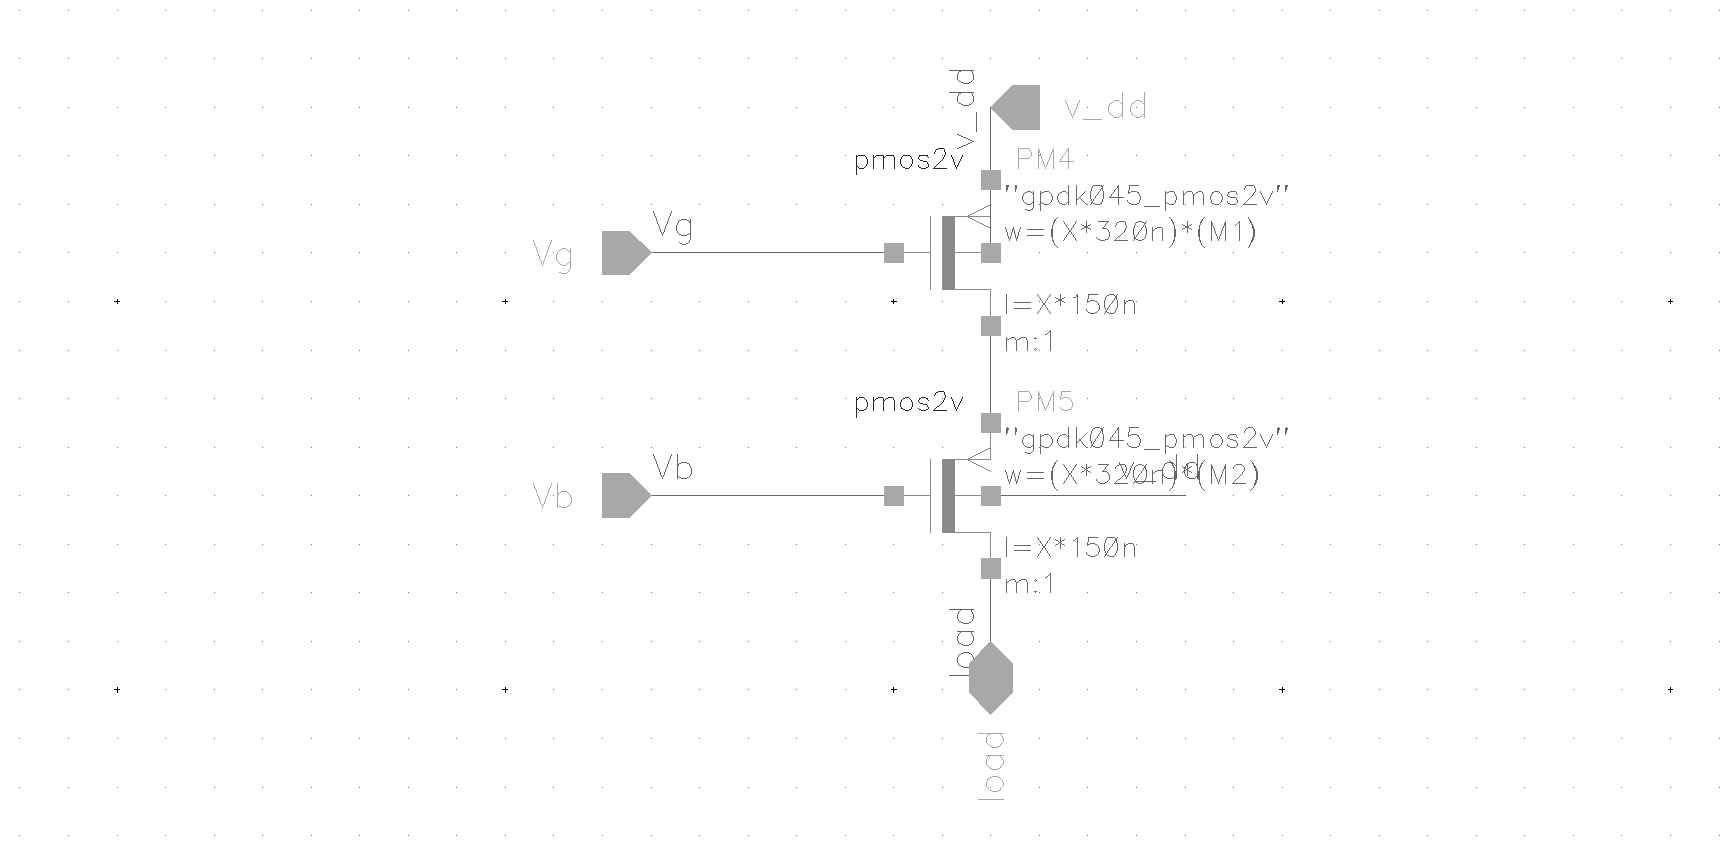 v_dd
v_dd
pmos2v
PM4
"gpdk045_pmos2v"
w=(X*320n)*(M1)
Vg
Vg
l=X*150n
m:1
pmos2v
PM5
"gpdk045_pmos2v"
w=(X*320n)*(M2)
v_dd
Vb
Vb
l=X*150n
m:1
load
load